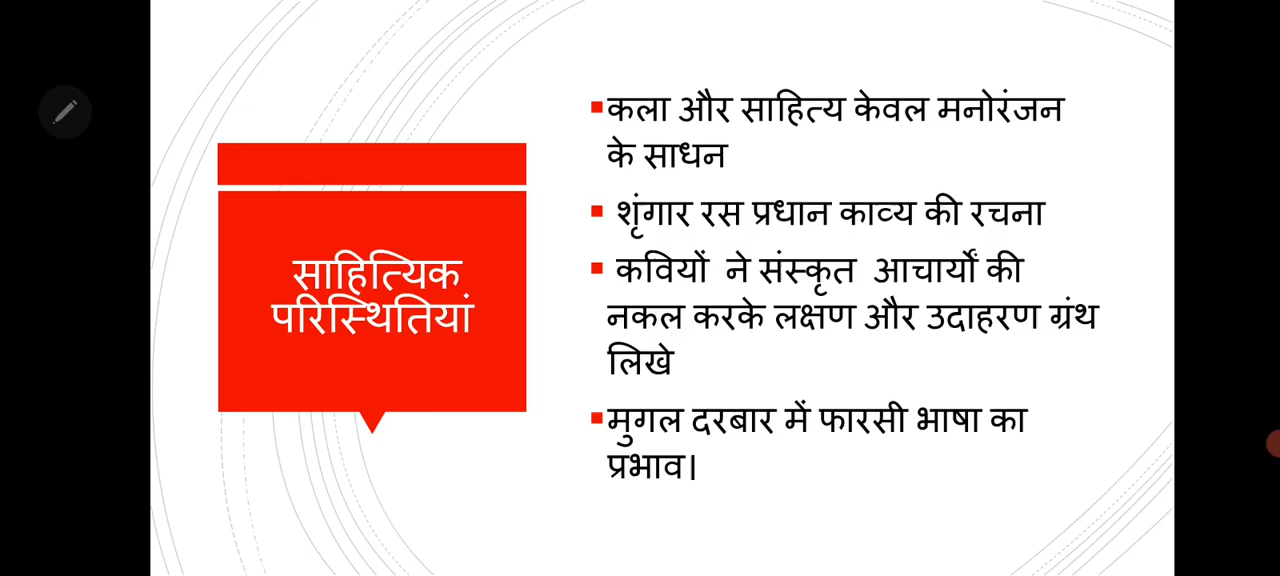 साहित्यिक
परिस्थितियां
कला और साहित्य केवल मनोरंजन
के साधन
शृंगार रस प्रधान काव्य की रचना
कवियों ने संस्कृत आचार्यों की
नकल करके लक्षण और उदाहरण ग्रंथ
लिखे
मुगल दरबार में फारसी भाषा का
प्रभाव।